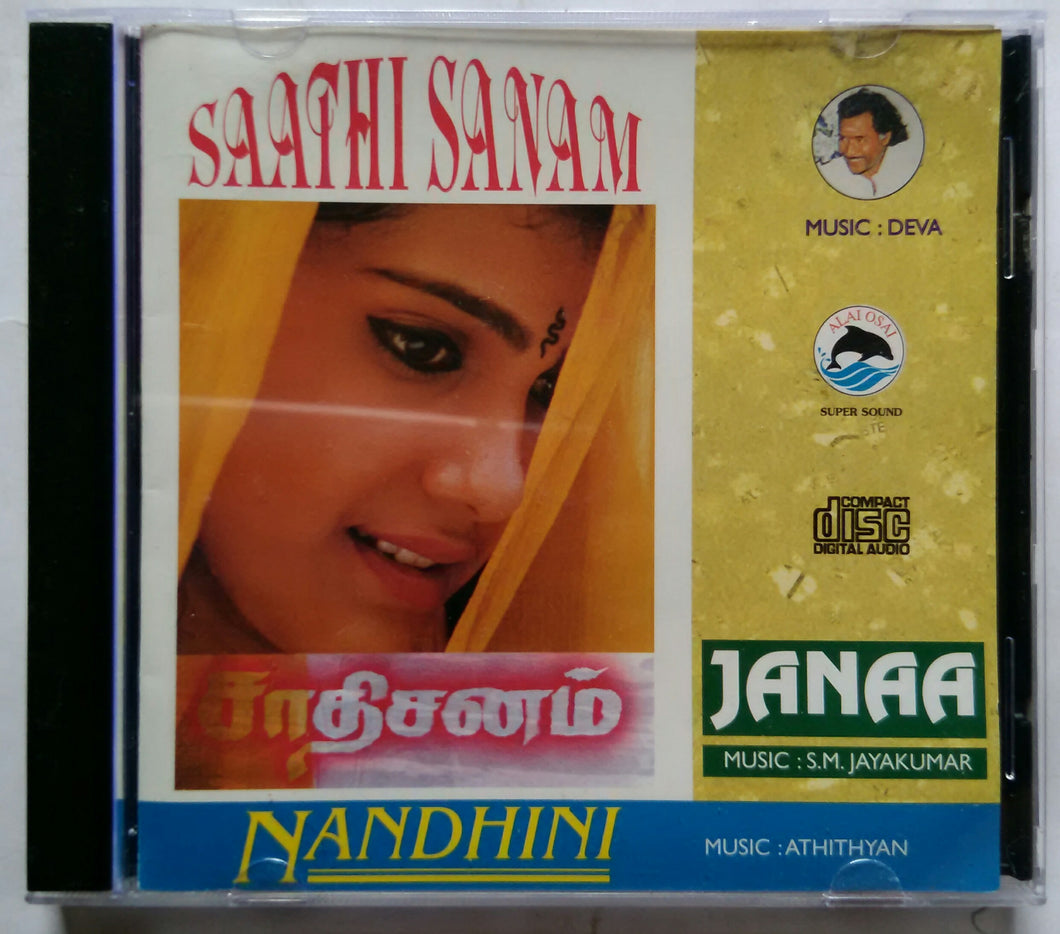 SAATHI SANAM
MUSIC : DEVA
ALAI OSAI
SUPER SOUND
COMPACT
disc
DIGITAL AUDIO
சாதிசனம்
JANAA
MUSIC : S.M. JAYAKUMAR
NANDHINI
MUSIC : ATHITHYAN